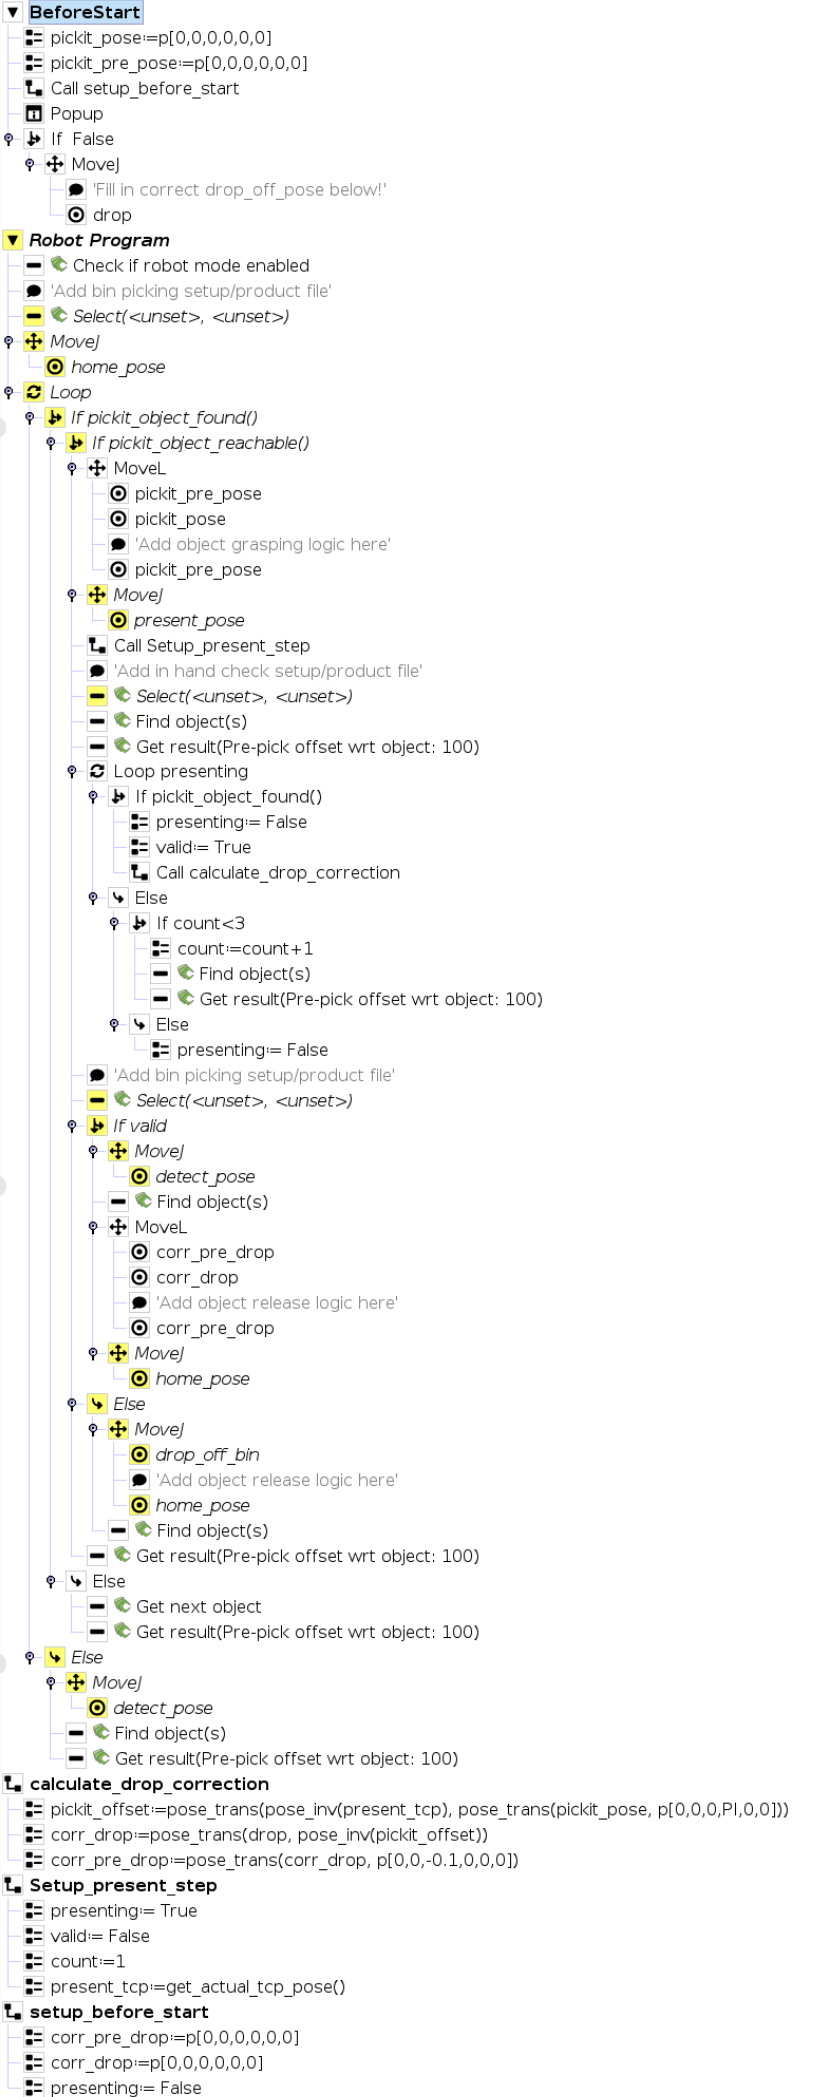 BeforeStart
pickit_pose:=p[0,0,0,0,0,0]
pickit_pre_pose:=p[0,0,0,0,0,0]
Call setup_before_start
Popup
If False
MoveJ
'Fill in correct drop_off_pose below!'
drop
Robot Program
Check if robot mode enabled
'Add bin picking setup/product file'
Select(<unset>, <unset>)
MoveJ
home_pose
Loop
If pickit_object_found()
If pickit_object_reachable()
MoveL
pickit_pre_pose
pickit_pose
'Add object grasping logic here'
pickit_pre_pose
MoveJ
present_pose
Call Setup_present_step
'Add in hand check setup/product file'
Select(<unset>, <unset>)
Find object(s)
Get result(Pre-pick offset wrt object: 100)
Loop presenting
If pickit_object_found()
presenting:= False
valid:= True
Call calculate_drop_correction
Else
If count<3
count:=count+1
Find object(s)
Get result(Pre-pick offset wrt object: 100)
Else
presenting:= False
'Add bin picking setup/product file'
Select(<unset>, <unset>)
If valid
MoveJ
detect_pose
Find object(s)
MoveL
corr_pre_drop
corr_drop
'Add object release logic here'
corr_pre_drop
MoveJ
home_pose
Else
MoveJ
drop_off_bin
'Add object release logic here'
home_pose
Find object(s)
Get result(Pre-pick offset wrt object: 100)
Else
Get next object
Get result(Pre-pick offset wrt object: 100)
Else
MoveJ
detect_pose
Find object(s)
Get result(Pre-pick offset wrt object: 100)
calculate_drop_correction
pickit_offset:=pose_trans(pose_inv(present_tcp), pose_trans(pickit_pose, p[0,0,0,PI,0,0]))
corr_drop:=pose_trans(drop, pose_inv(pickit_offset))
corr_pre_drop:=pose_trans(corr_drop, p[0,0,-0.1,0,0,0])
Setup_present_step
presenting:= True
valid:= False
count:=1
present_tcp:=get_actual_tcp_pose()
setup_before_start
corr_pre_drop:=p[0,0,0,0,0,0]
corr_drop:=p[0,0,0,0,0,0]
presenting:= False